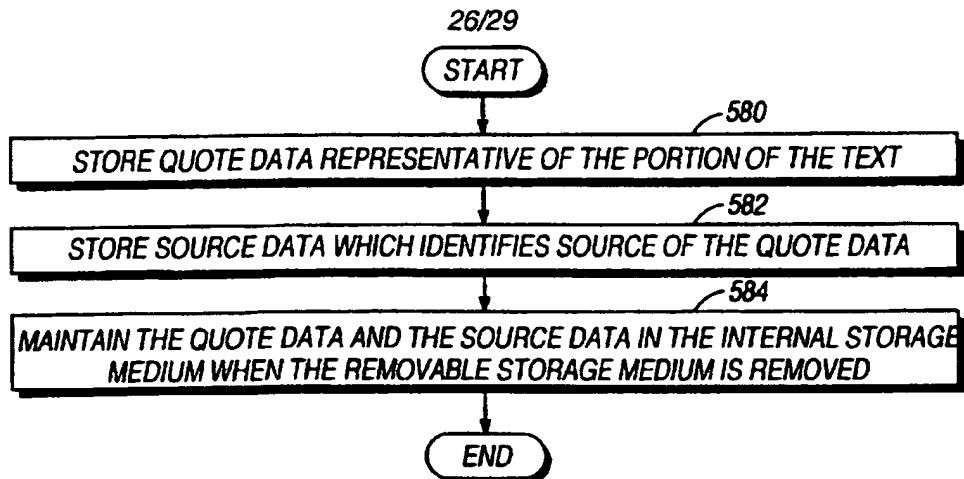 26/29
START
580
STORE QUOTE DATA REPRESENTATIVE OF THE PORTION OF THE TEXT
582
STORE SOURCE DATA WHICH IDENTIFIES SOURCE OF THE QUOTE DATA
584
MAINTAIN THE QUOTE DATA AND THE SOURCE DATA IN THE INTERNAL STORAGE
MEDIUM WHEN THE REMOVABLE STORAGE MEDIUM IS REMOVED
END